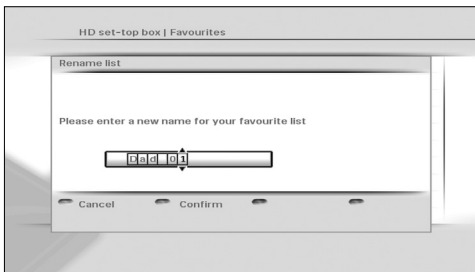 HD set-top box | Favourites
Rename list
Please enter a new name for your favourite list
Dad 01
Cancel Confirm